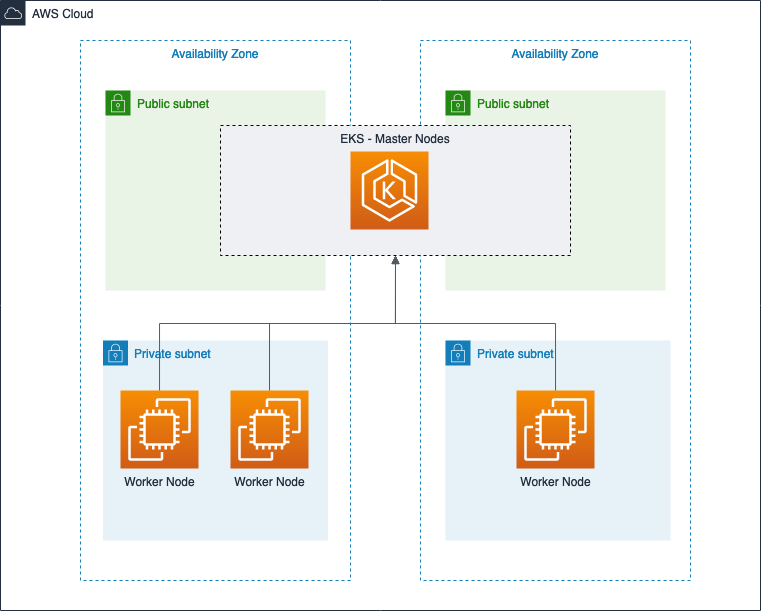 AWS Cloud
Availability Zone
Availability Zone
Public subnet
Public subnet
EKS - Master Nodes
K
Private subnet
Private subnet
Worker Node
Worker Node
Worker Node